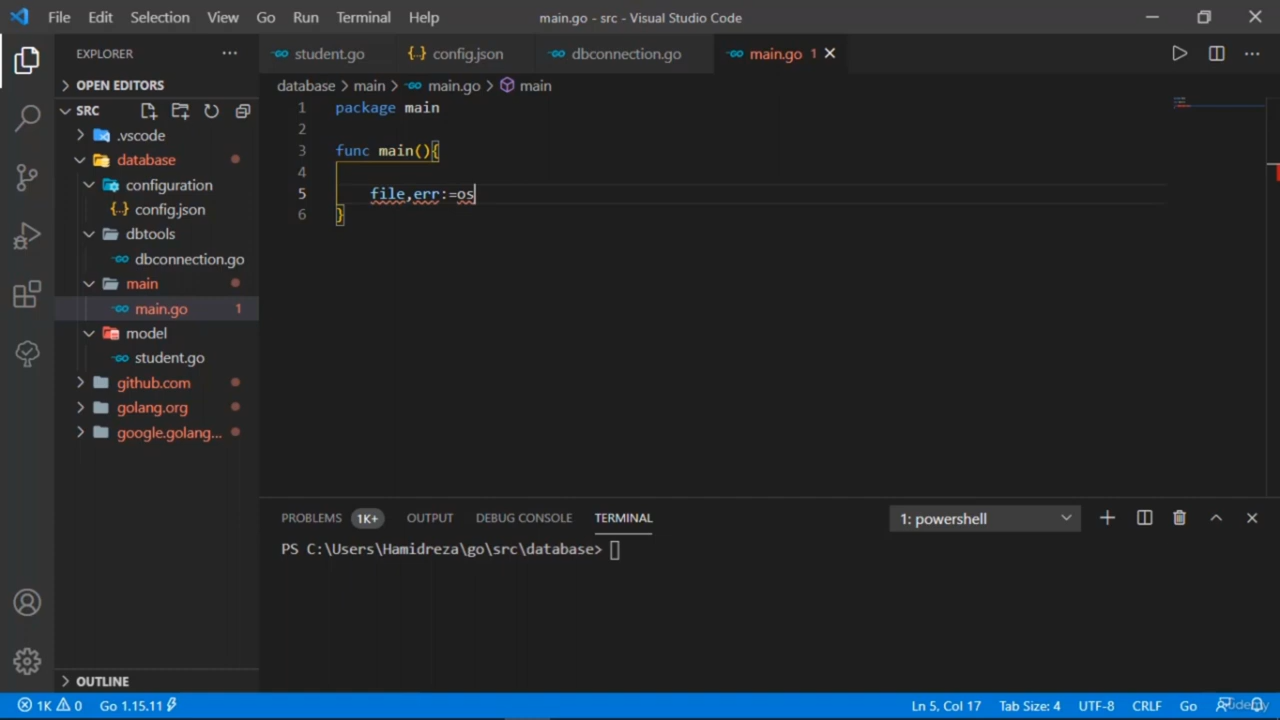 File Edit Selection View Go Run Terminal Help main.go - src - Visual Studio Code
EXPLORER
OPEN EDITORS
SRC
.vscode
database
configuration
config.json
dbtools
dbconnection.go
main
main.go 1
model
student.go
github.com
golang.org
google.golang...
OUTLINE
student.go config.json dbconnection.go main.go 1
database > main > main.go > main
1 package main
2
3 func main(){
4
5 file,err:=os
6 }
PROBLEMS 1K+ OUTPUT DEBUG CONSOLE TERMINAL 1: powershell
PS C:\Users\Hamidreza\go\src\database>
1K 0 Go 1.15.11 Ln 5, Col 17 Tab Size: 4 UTF-8 CRLF Go